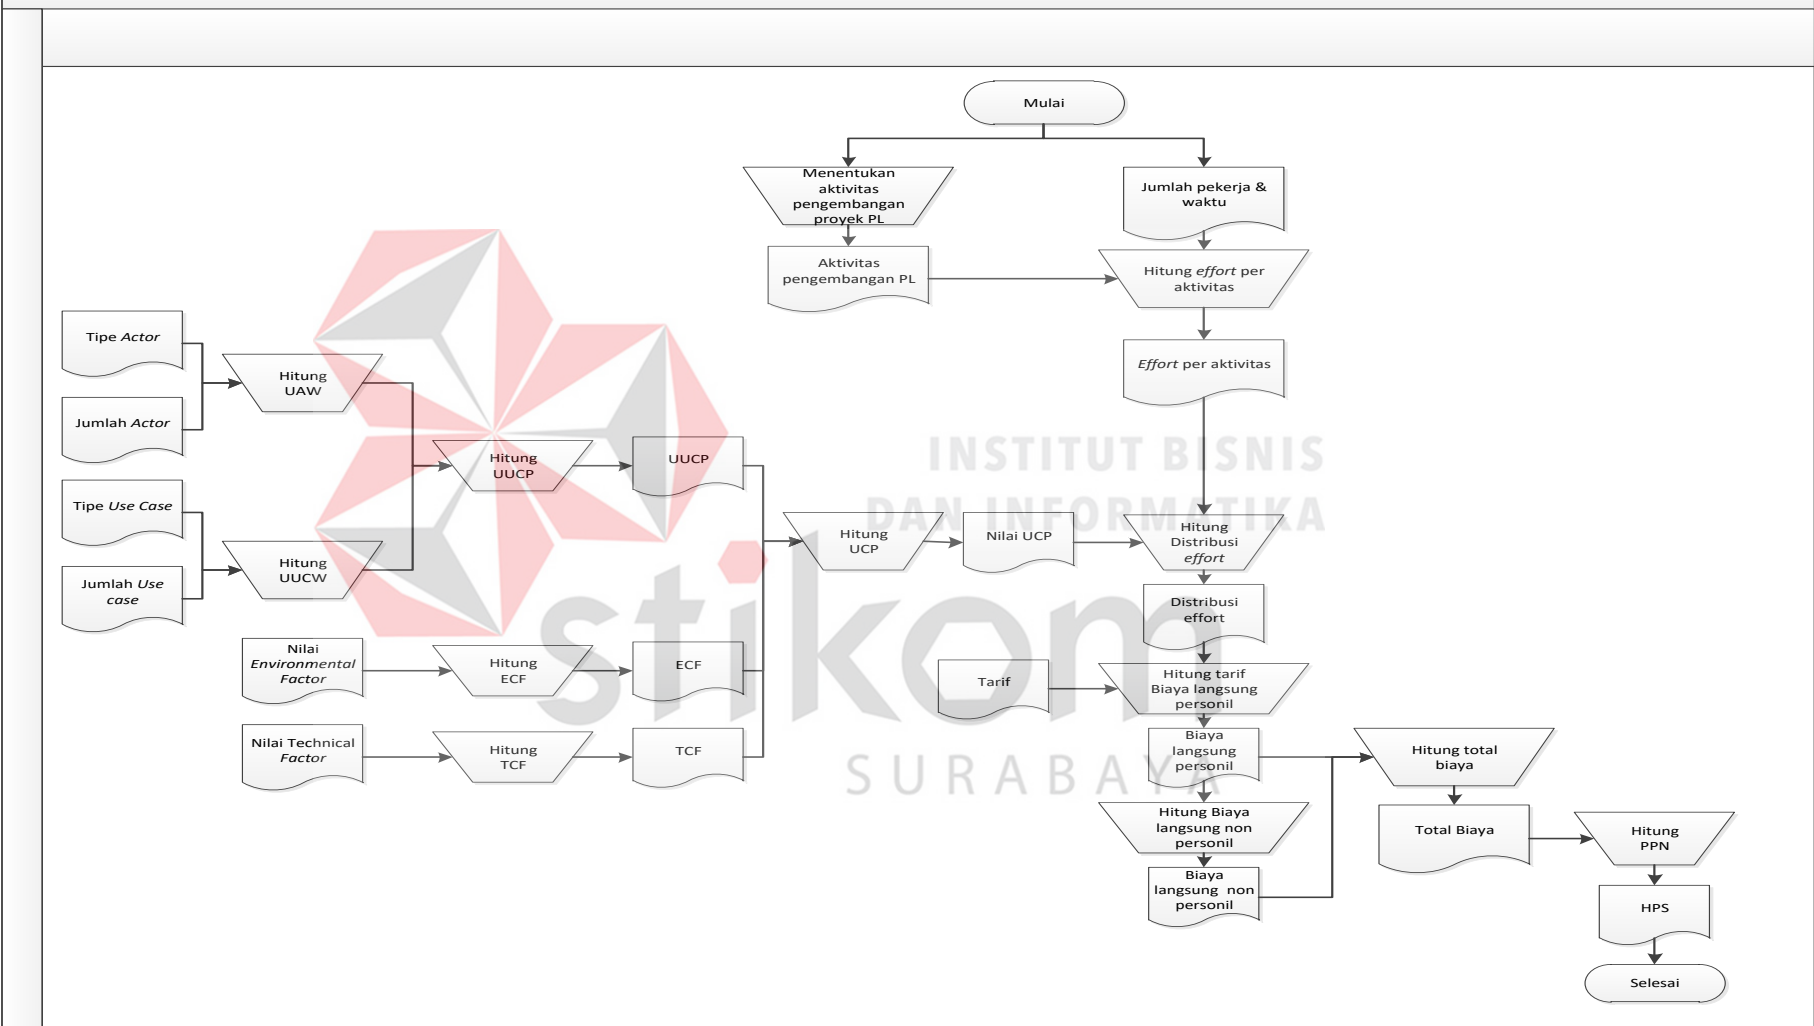 Mulai
Menentukan
aktivitas
pengembangan
proyek PL
Jumlah pekerja &
waktu
Aktivitas
pengembangan PL
Hitung effort per
aktivitas
Effort per aktivitas
Tipe Actor
Jumlah Actor
Hitung
UAW
Tipe Use Case
Jumlah Use
case
Hitung
UUCW
Hitung
UUCP
UUCP
Nilai
Environmental
Factor
Hitung
ECF
ECF
Nilai Technical
Factor
Hitung
TCF
TCF
Hitung
UCP
Nilai UCP
Hitung
Distribusi
effort
Distribusi
effort
Tarif
Hitung tarif
Biaya langsung
personil
Biaya
langsung
personil
Hitung Biaya
langsung non
personil
Biaya
langsung non
personil
Hitung total
biaya
Total Biaya
Hitung
PPN
HPS
Selesai
INSTITUT BISNIS
DAN INFORMATIKA
stikom
SURABAYA